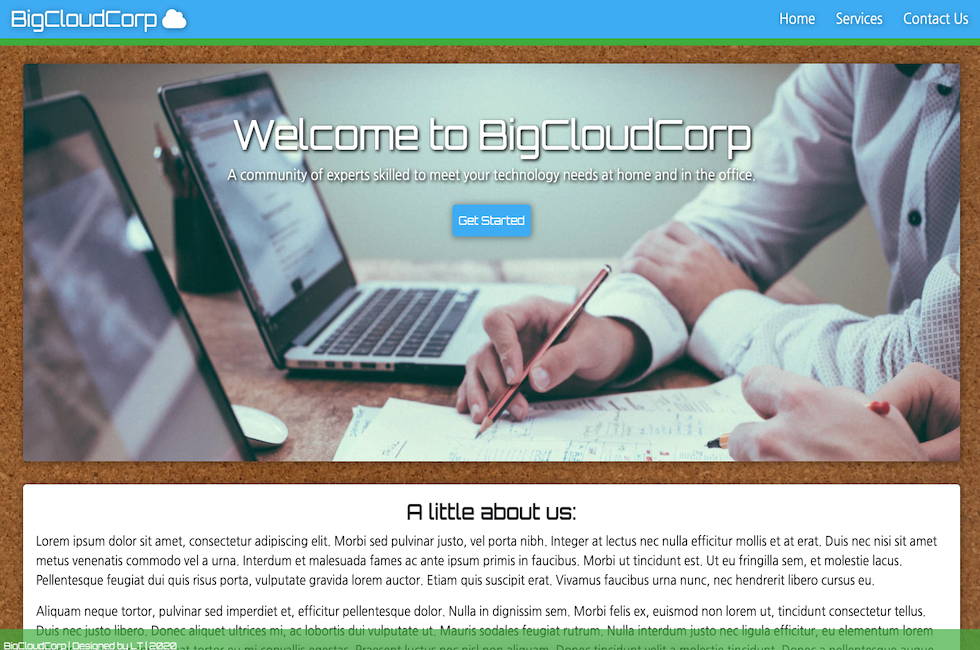 BigCloudCorp
Home Services Contact Us
Welcome to BigCloudCorp
A community of experts skilled to meet your technology needs at home and in the office.
Get Started
A little about us:
Lorem ipsum dolor sit amet, consectetur adipiscing elit. Morbi sed pulvinar justo, vel porta nibh. Integer at lectus nec nulla efficitur mollis et at erat. Duis nec nisi sit amet
metus venenatis commodo vel a urna. Interdum et malesuada fames ac ante ipsum primis in faucibus. Morbi ut tincidunt est. Ut eu fringilla sem, et molestie lacus.
Pellentesque feugiat dui quis risus porta, vulputate gravida lorem auctor. Etiam quis suscipit erat. Vivamus faucibus urna nunc, nec hendrerit libero cursus eu.
Aliquam neque tortor, pulvinar sed imperdiet et, efficitur pellentesque dolor. Nulla in dignissim sem. Morbi felis ex, euismod non lorem ut, tincidunt consectetur tellus.
Duis nec justo libero. Donec aliquet ultrices mi, ac lobortis dui vulputate ut. Mauris sodales feugiat rutrum. Nulla interdum justo nec ligula efficitur, eu elementum lorem
BigCloudCorp | Designed by LT | 2020